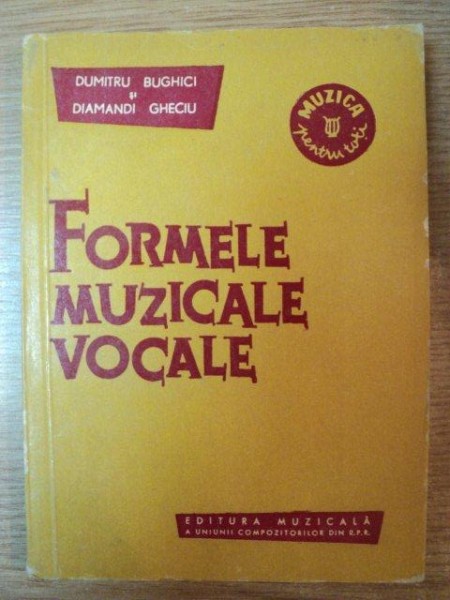 DUMITRU BUGHICI
și
DIAMANDI GHECIU
MUZICA
pentru toți
FORMELE
MUZICALE
VOCALE
EDITURA MUZICALĂ
A UNIUNII COMPOZITORILOR DIN R.P.R.